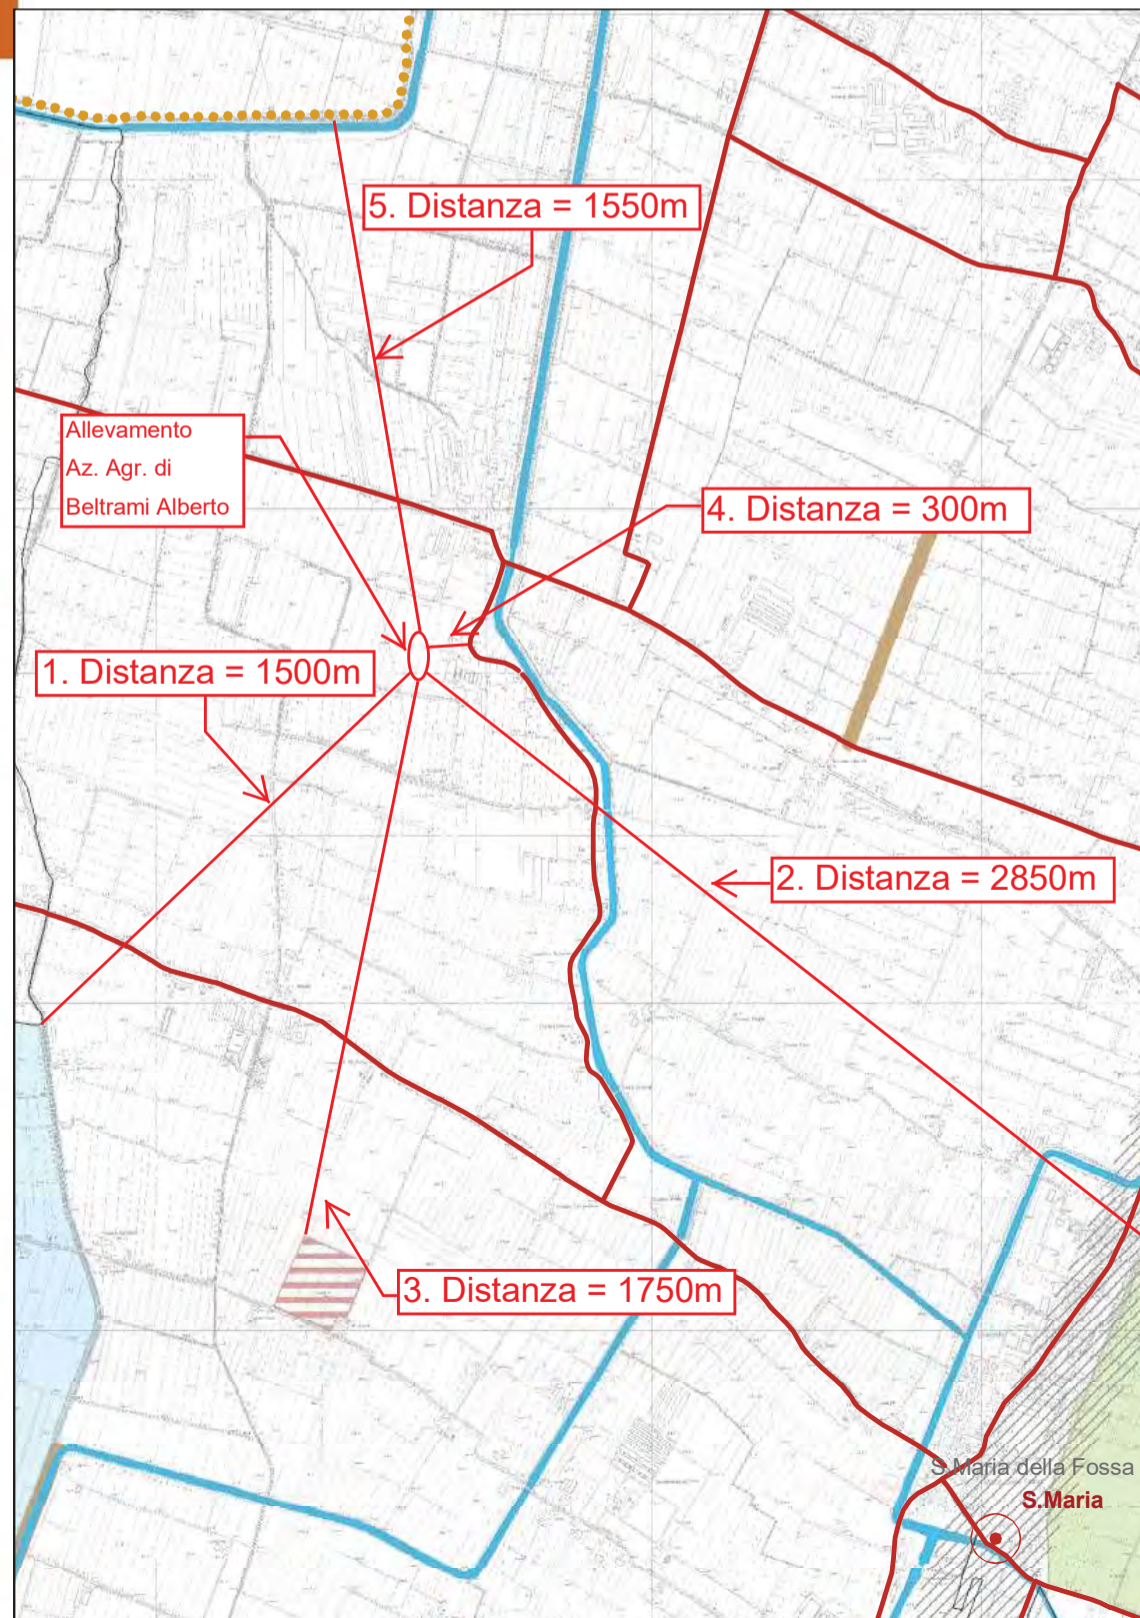 5. Distanza = 1550m
Allevamento
Az. Agr. di
Beltrami Alberto
4. Distanza = 300m
1. Distanza = 1500m
2. Distanza = 2850m
3. Distanza = 1750m
S.Maria della Fossa
S.Maria